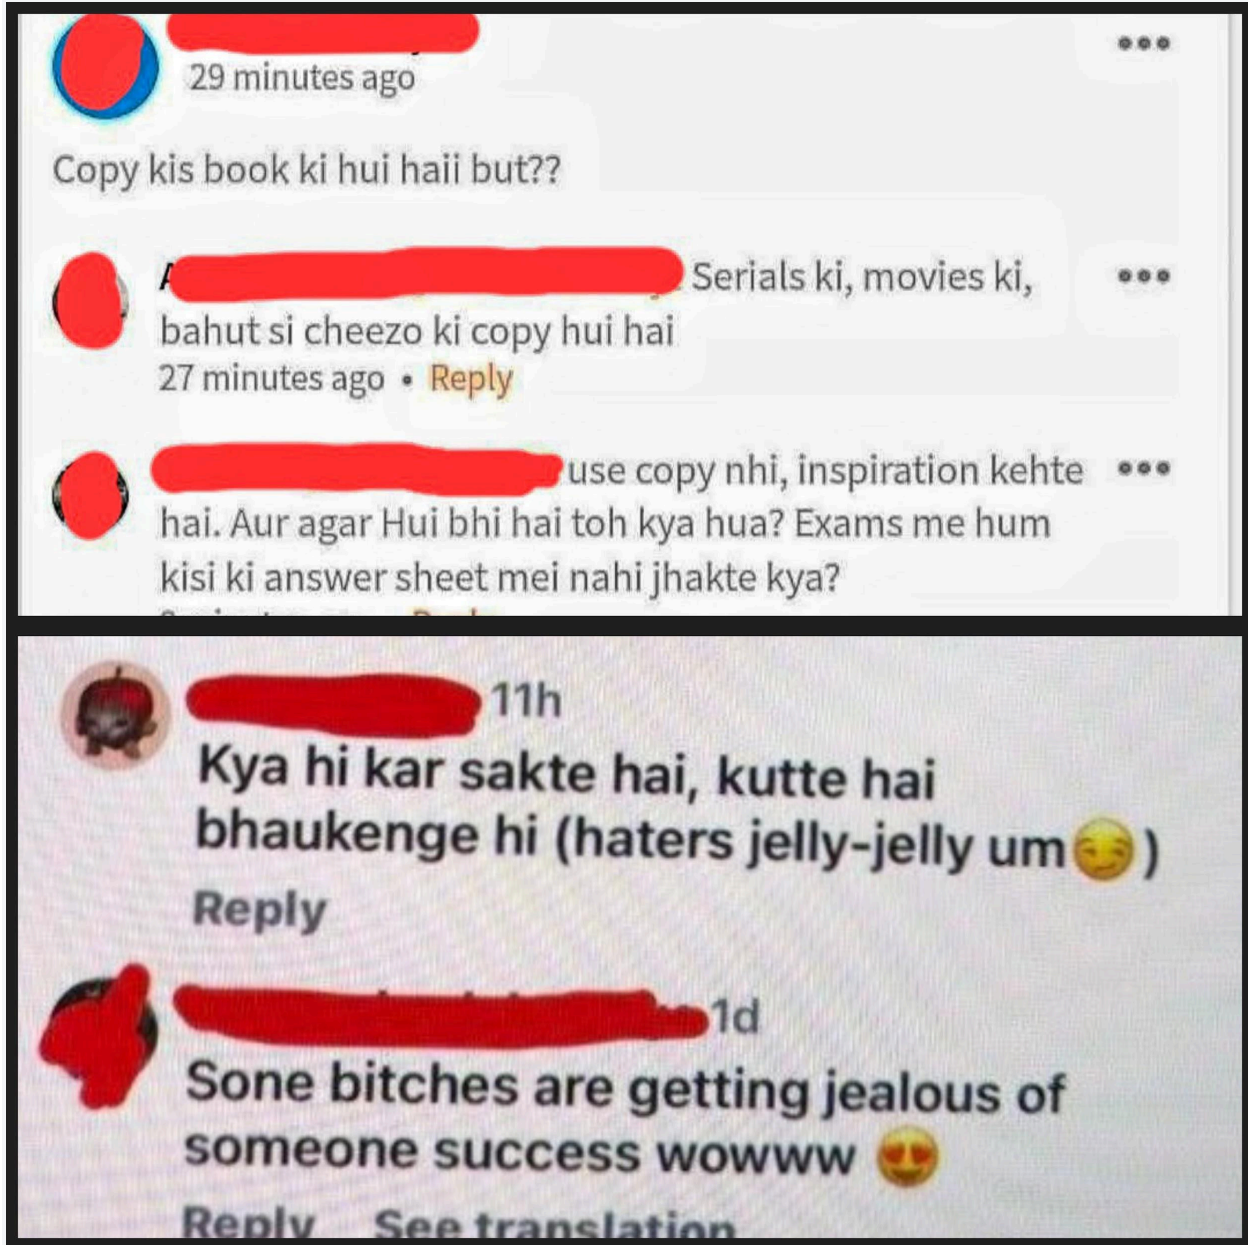 29 minutes ago
Copy kis book ki hui haii but??
Serials ki, movies ki,
bahut si cheezo ki copy hui hai
27 minutes ago • Reply
use copy nhi, inspiration kehte
hai. Aur agar Hui bhi hai toh kya hua? Exams me hum
kisi ki answer sheet mei nahi jhakte kya?
11h
Kya hi kar sakte hai, kutte hai
bhaukenge hi (haters jelly-jelly um😏)
Reply
1d
Sone bitches are getting jealous of
someone success wowww 😍
Reply See translation